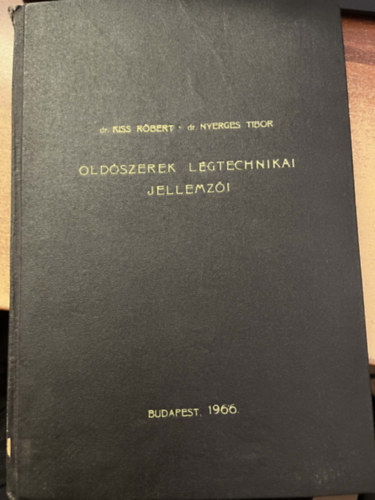 dr. KISS RÓBERT - dr. NYERGES TIBOR
OLDÓSZEREK LÉGTECHNIKAI
JELLEMZŐI
BUDAPEST, 1966.